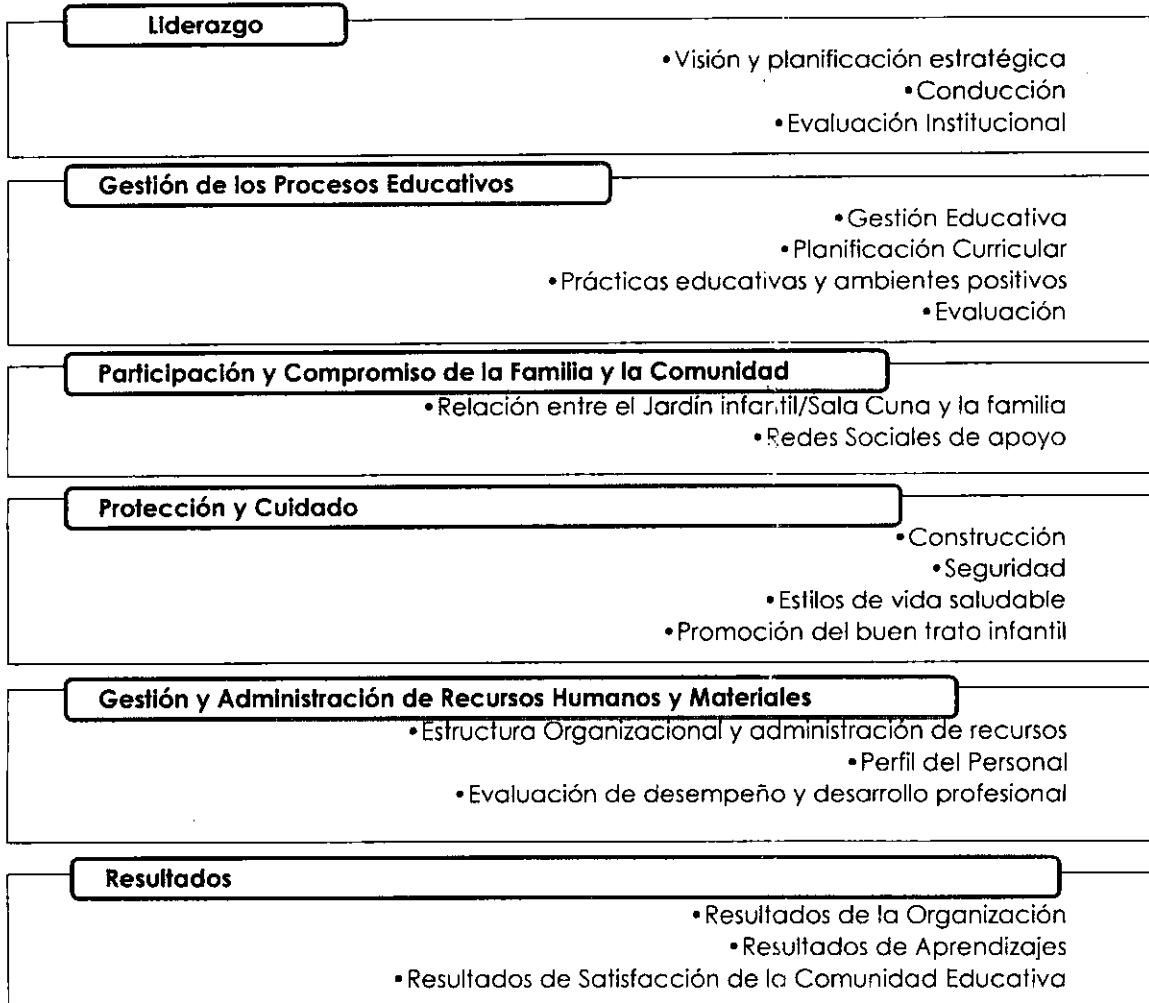 Liderazgo
•Visión y planificación estratégica
•Conducción
•Evaluación Institucional
Gestión de los Procesos Educativos
•Gestión Educativa
•Planificación Curricular
•Prácticas educativas y ambientes positivos
•Evaluación
Participación y Compromiso de la Familia y la Comunidad
•Relación entre el Jardín infantil/Sala Cuna y la familia
•Redes Sociales de apoyo
Protección y Cuidado
•Construcción
•Seguridad
•Estilos de vida saludable
•Promoción del buen trato infantil
Gestión y Administración de Recursos Humanos y Materiales
•Estructura Organizacional y administración de recursos
•Perfil del Personal
•Evaluación de desempeño y desarrollo profesional
Resultados
•Resultados de la Organización
•Resultados de Aprendizajes
•Resultados de Satisfacción de la Comunidad Educativa